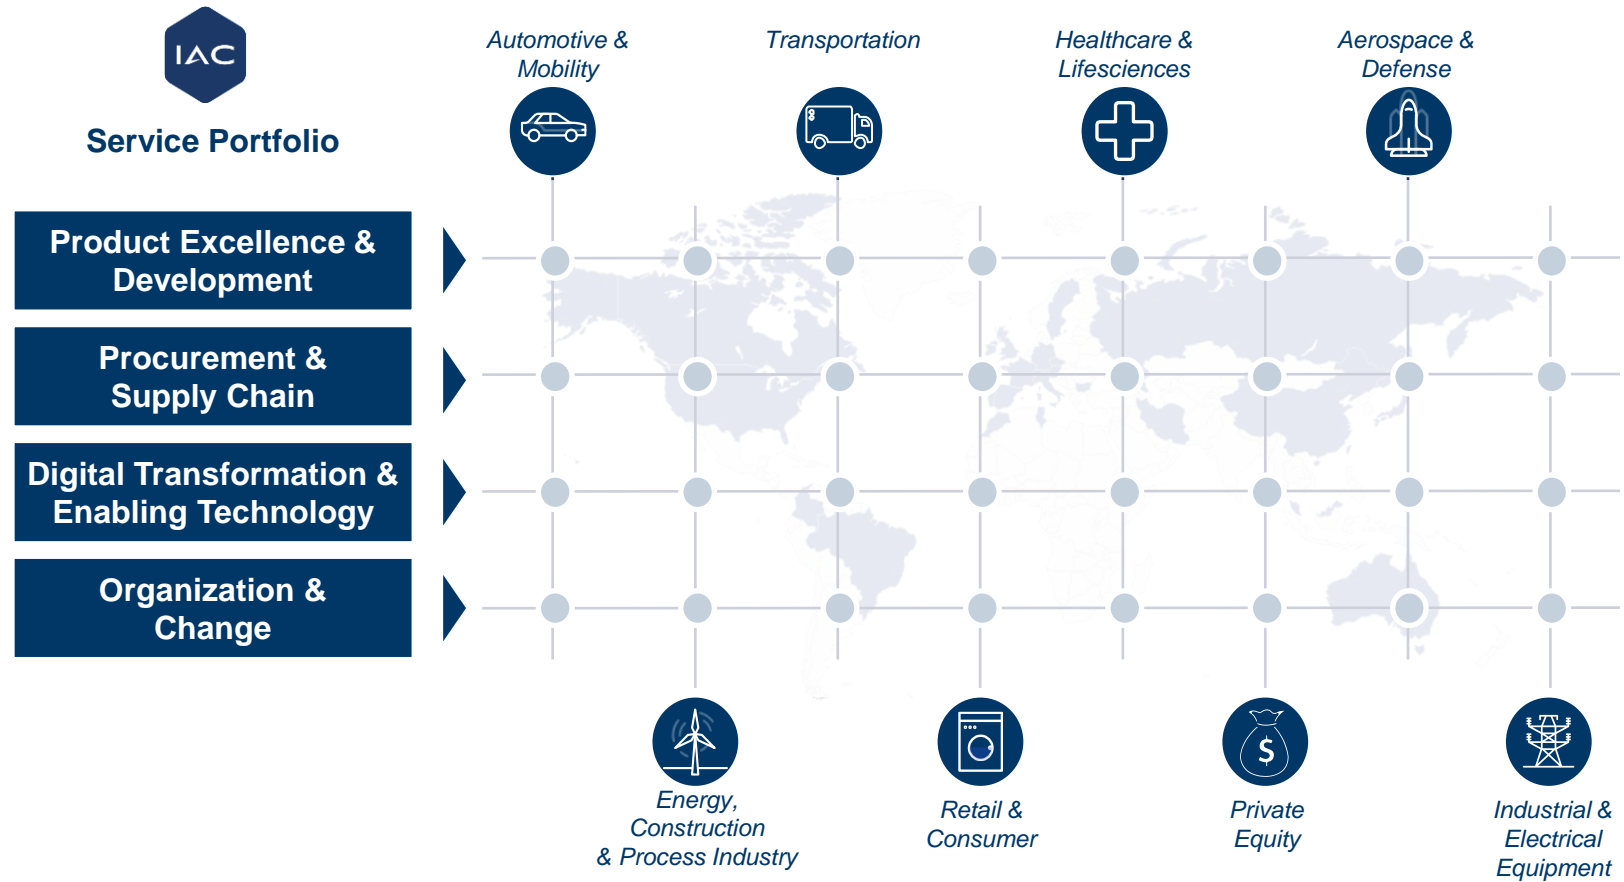 IAC
Service Portfolio
Automotive &
Mobility
Transportation
Healthcare &
Lifesciences
Aerospace &
Defense
Product Excellence &
Development
Procurement &
Supply Chain
Digital Transformation &
Enabling Technology
Organization &
Change
Energy,
Construction
& Process Industry
Retail &
Consumer
$
Private
Equity
Industrial &
Electrical
Equipment